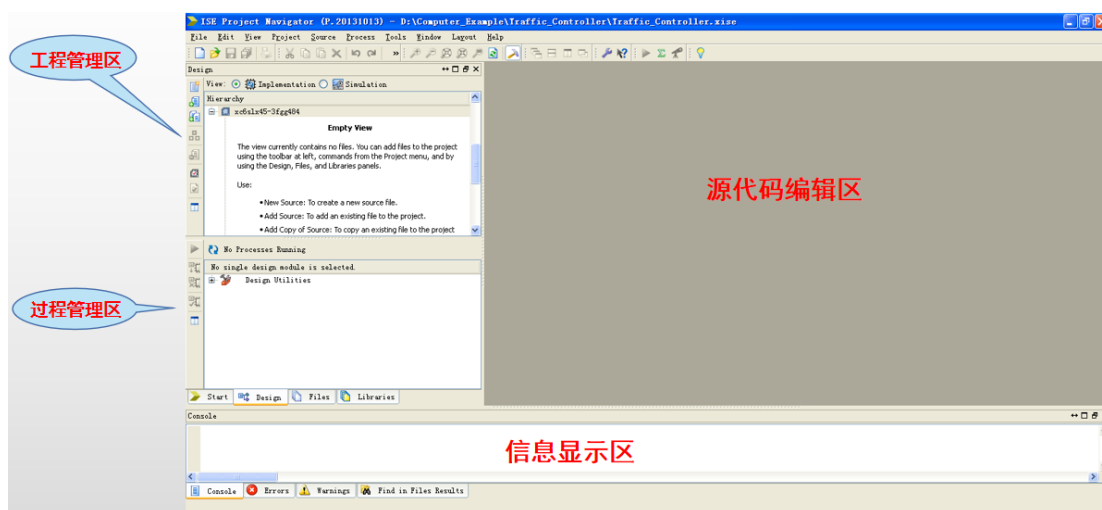 ISE Project Navigator (P.20131013) - D:\Computer_Example\Traffic_Controller\Traffic_Controller.xise
File Edit View Project Source Process Tools Window Layout Help
工程管理区
Design
View: Implementation Simulation
Hierarchy
xc6slx45-3fgg484
Empty View
The view currently contains no files. You can add files to the project
using the toolbar at left, commands from the Project menu, and by
using the Design, Files, and Libraries panels.
Use:
•New Source: To create a new source file.
•Add Source: To add an existing file to the project.
•Add Copy of Source: To copy an existing file to the project
源代码编辑区
No Processes Running
No single design module is selected.
Design Utilities
过程管理区
Start Design Files Libraries
Console
信息显示区
Console Errors Warnings Find in Files Results